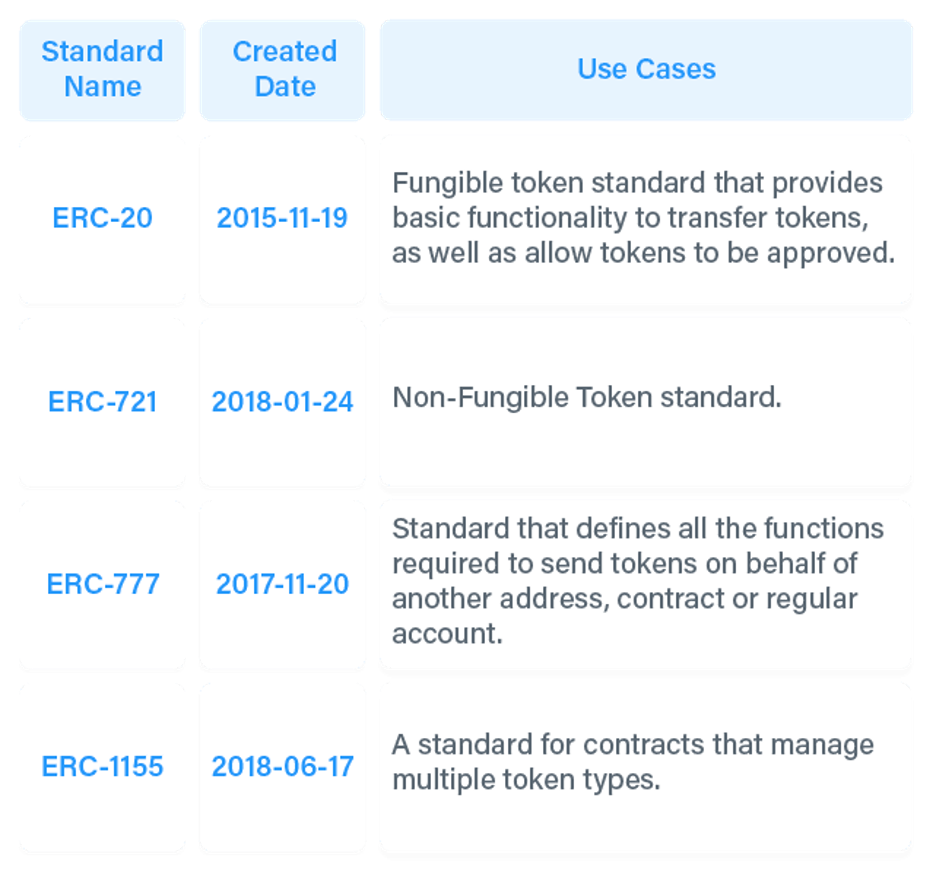 Standard
Name
Created
Date
Use Cases
ERC-20
2015-11-19
Fungible token standard that provides
basic functionality to transfer tokens,
as well as allow tokens to be approved.
ERC-721
2018-01-24
Non-Fungible Token standard.
ERC-777
2017-11-20
Standard that defines all the functions
required to send tokens on behalf of
another address, contract or regular
account.
ERC-1155
2018-06-17
A standard for contracts that manage
multiple token types.